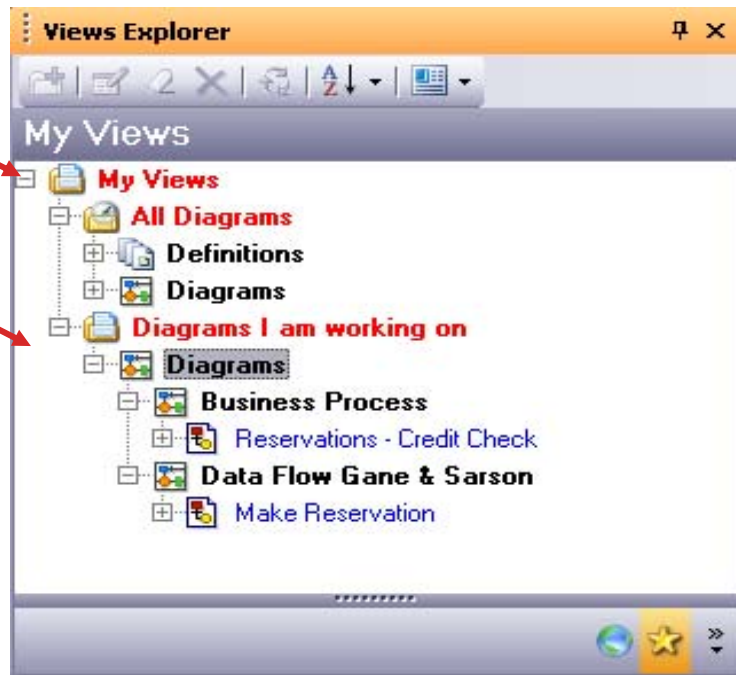 Views Explorer
My Views
My Views
All Diagrams
Definitions
Diagrams
Diagrams I am working on
Diagrams
Business Process
Reservations - Credit Check
Data Flow Gane & Sarson
Make Reservation